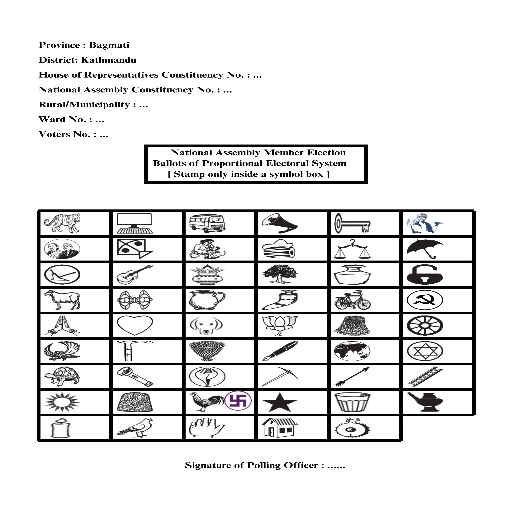 Province : Bagmati
District: Kathmandu
House of Representatives Constituency No. : ...
National Assembly Constituency No. : ...
Rural/Municipality : ...
Ward No. : ...
Voters No. : ...
National Assembly Member Election
Ballots of Proportional Electoral System
[ Stamp only inside a symbol box ]
Signature of Polling Officer : ......